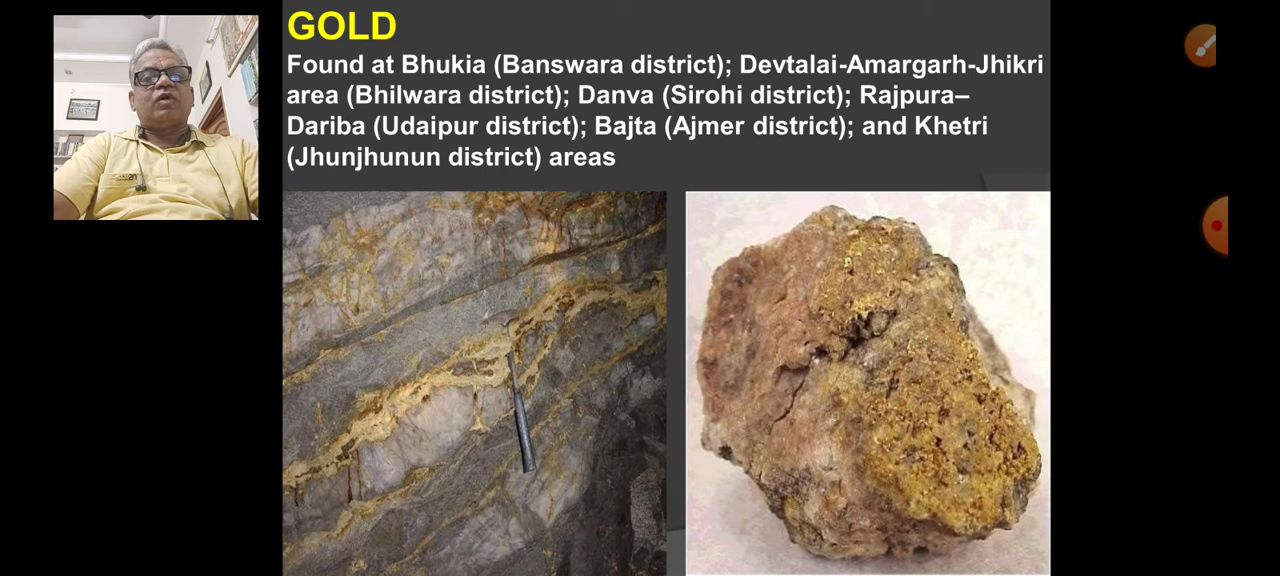 GOLD
Found at Bhukia (Banswara district); Devtalai-Amargarh-Jhikri
area (Bhilwara district); Danva (Sirohi district); Rajpura–
Dariba (Udaipur district); Bajta (Ajmer district); and Khetri
(Jhunjhunun district) areas